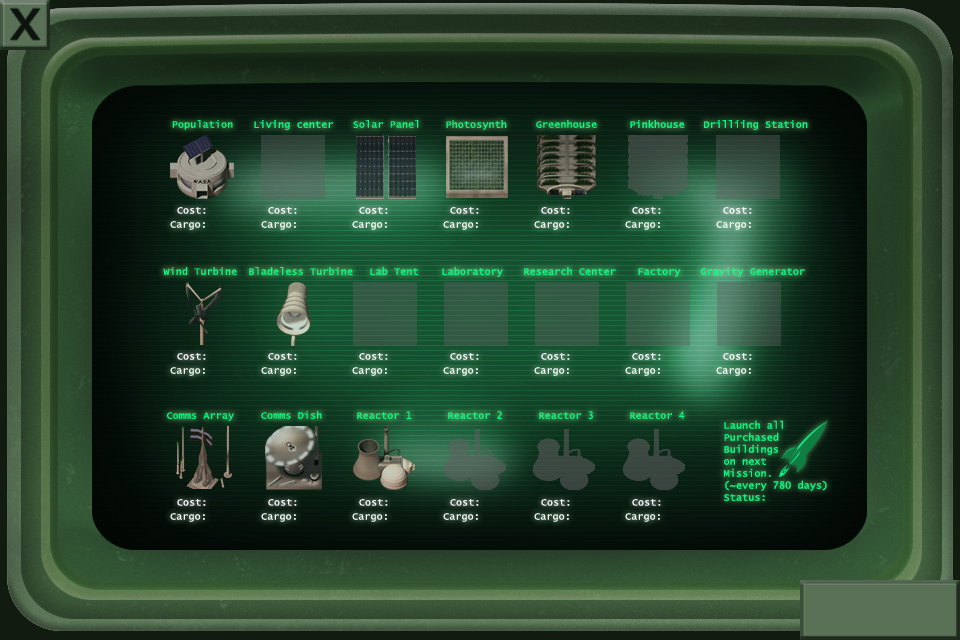 X
Population Living center Solar Panel Photosynth Greenhouse Pinkhouse Drilliing Station
NASA
Cost: Cost: Cost: Cost: Cost: Cost: Cost:
Cargo: Cargo: Cargo: Cargo: Cargo: Cargo: Cargo:
Wind Turbine Bladeless Turbine Lab Tent Laboratory Research Center Factory Gravity Generator
Cost: Cost: Cost: Cost: Cost: Cost: Cost:
Cargo: Cargo: Cargo: Cargo: Cargo: Cargo: Cargo:
Comms Array Comms Dish Reactor 1 Reactor 2 Reactor 3 Reactor 4
Cost: Cost: Cost: Cost: Cost: Cost:
Cargo: Cargo: Cargo: Cargo: Cargo: Cargo:
Launch all
Purchased
Buildings
on next
Mission.
(~every 780 days)
Status: